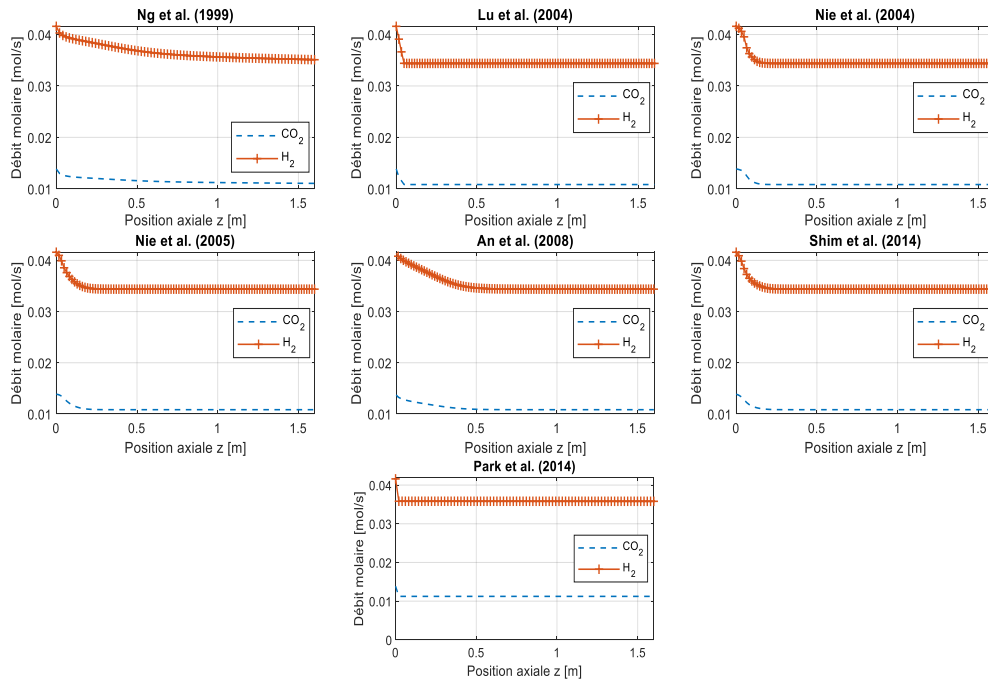 Ng et al. (1999)
Débit molaire [mol/s]
0.04
0.03
0.02
0.01
CO2
H2
0
0.5
1
1.5
Position axiale z [m]
Lu et al. (2004)
Débit molaire [mol/s]
0.04
0.03
0.02
0.01
CO2
H2
0
0.5
1
1.5
Position axiale z [m]
Nie et al. (2004)
Débit molaire [mol/s]
0.04
0.03
0.02
0.01
CO2
H2
0
0.5
1
1.5
Position axiale z [m]
Nie et al. (2005)
Débit molaire [mol/s]
0.04
0.03
0.02
0.01
CO2
H2
0
0.5
1
1.5
Position axiale z [m]
An et al. (2008)
Débit molaire [mol/s]
0.04
0.03
0.02
0.01
CO2
H2
0
0.5
1
1.5
Position axiale z [m]
Shim et al. (2014)
Débit molaire [mol/s]
0.04
0.03
0.02
0.01
CO2
H2
0
0.5
1
1.5
Position axiale z [m]
Park et al. (2014)
Débit molaire [mol/s]
0.04
0.03
0.02
0.01
0
CO2
H2
0
0.5
1
1.5
Position axiale z [m]